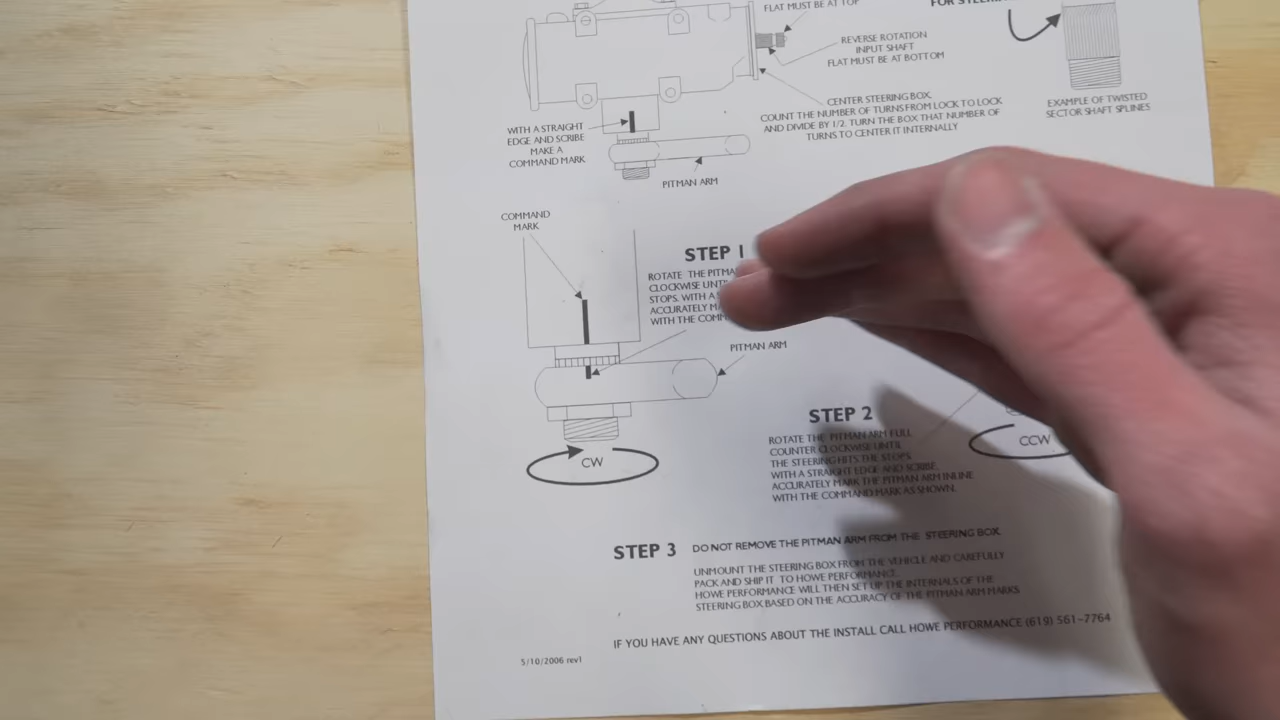 FLAT MUST BE AT TOP
REVERSE ROTATION
INPUT SHAFT
FLAT MUST BE AT BOTTOM
CENTER STEERING BOX.
COUNT THE NUMBER OF TURNS FROM LOCK TO LOCK
AND DIVIDE BY 1/2. TURN THE BOX THAT NUMBER OF
TURNS TO CENTER IT INTERNALLY
EXAMPLE OF TWISTED
SECTOR SHAFT SPLINES
WITH A STRAIGHT
EDGE AND SCRIBE
MAKE A
COMMAND MARK
PITMAN ARM
COMMAND
MARK
STEP 1
ROTATE THE
CLOCKWISE
STOPS. WITH A
ACCURATELY
WITH THE
PITMAN ARM
CW
STEP 2
ROTATE THE PITMAN ARM FULL
COUNTER CLOCKWISE UNTIL
THE STEERING HITS THE STOPS.
WITH A STRAIGHT EDGE AND SCRIBE,
ACCURATELY MARK THE PITMAN ARM INLINE
WITH THE COMMAND MARK AS SHOWN.
CCW
STEP 3 DO NOT REMOVE THE PITMAN ARM FROM THE STEERING BOX.
UNMOUNT THE STEERING BOX FROM THE VEHICLE AND CAREFULLY
PACK AND SHIP IT TO HOWE PERFORMANCE.
HOWE PERFORMANCE WILL THEN SET UP THE INTERNALS OF THE
STEERING BOX BASED ON THE ACCURACY OF THE PITMAN ARM MARKS
IF YOU HAVE ANY QUESTIONS ABOUT THE INSTALL CALL HOWE PERFORMANCE (619) 561-7764
5/10/2006 rev1